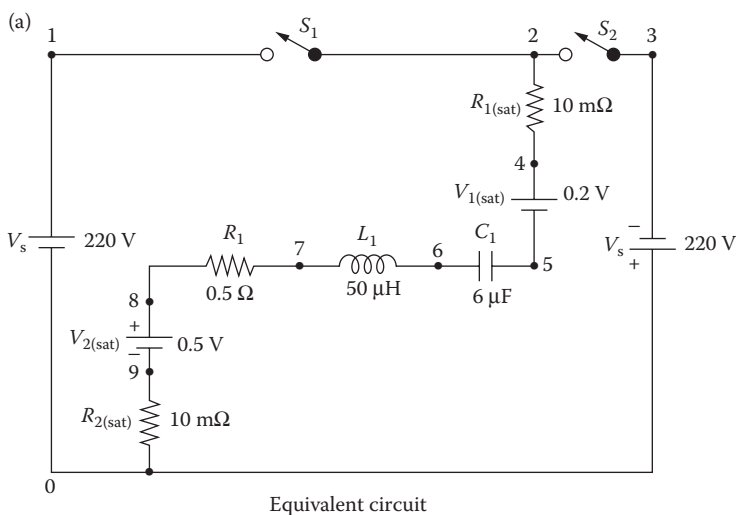 (a)
1 S₁ 2 S₂ 3
R₁(sat) 10 mΩ
4
V₁(sat) 0.2 V
Vₛ 220 V
R₁ 7 L₁ 6 C₁ 5
− Vₛ 220 V +
0.5 Ω 50 μH 6 μF
8
+ V₂(sat) 0.5 V −
9
R₂(sat) 10 mΩ
0
Equivalent circuit